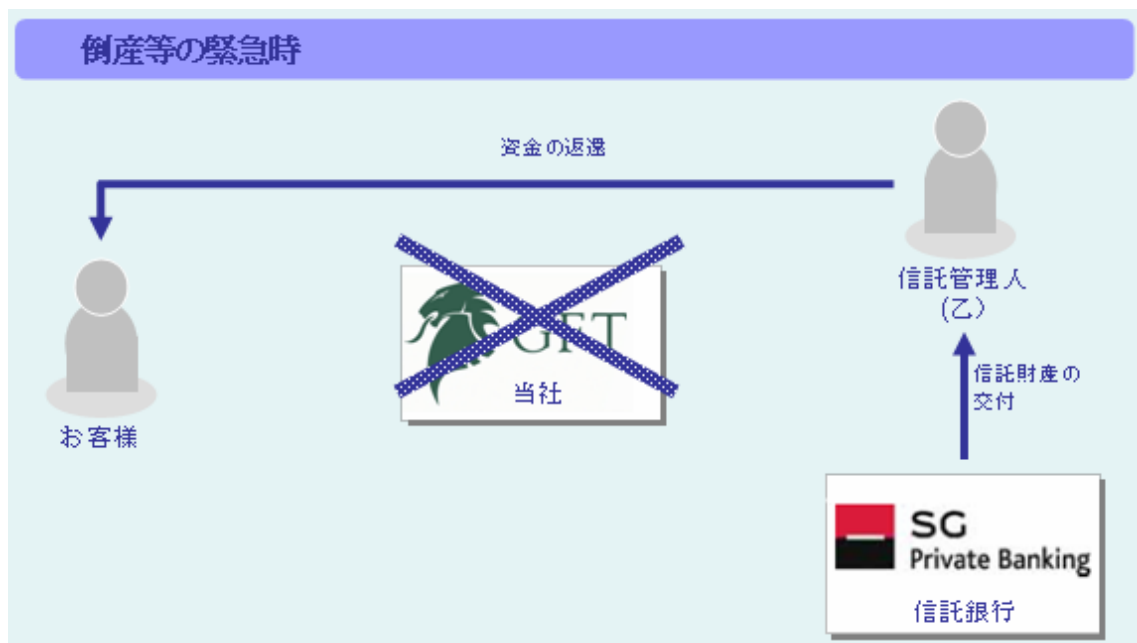 倒産等の緊急時
資金の返還
信託管理人
(乙)
GFT
当社
信託財産の
交付
お客様
SG
Private Banking
信託銀行